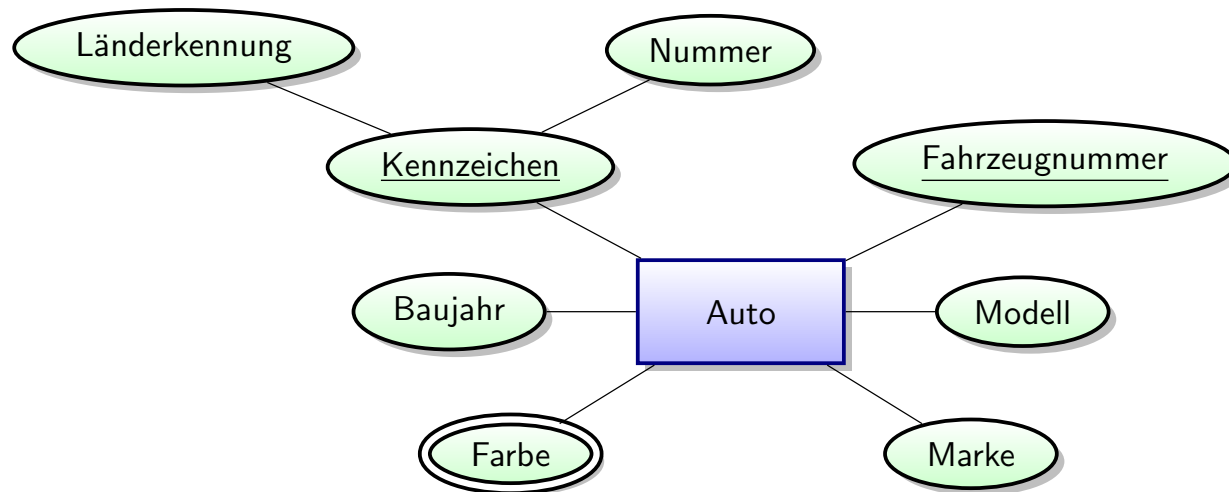 Länderkennung
Nummer
Kennzeichen
Fahrzeugnummer
Baujahr
Auto
Modell
Farbe
Marke